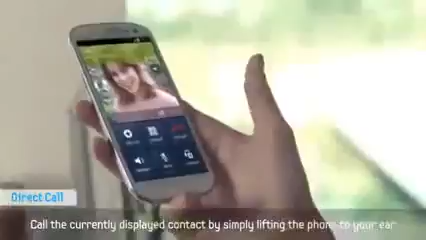 Direct Call
Call the currently displayed contact by simply lifting the phone to your ear